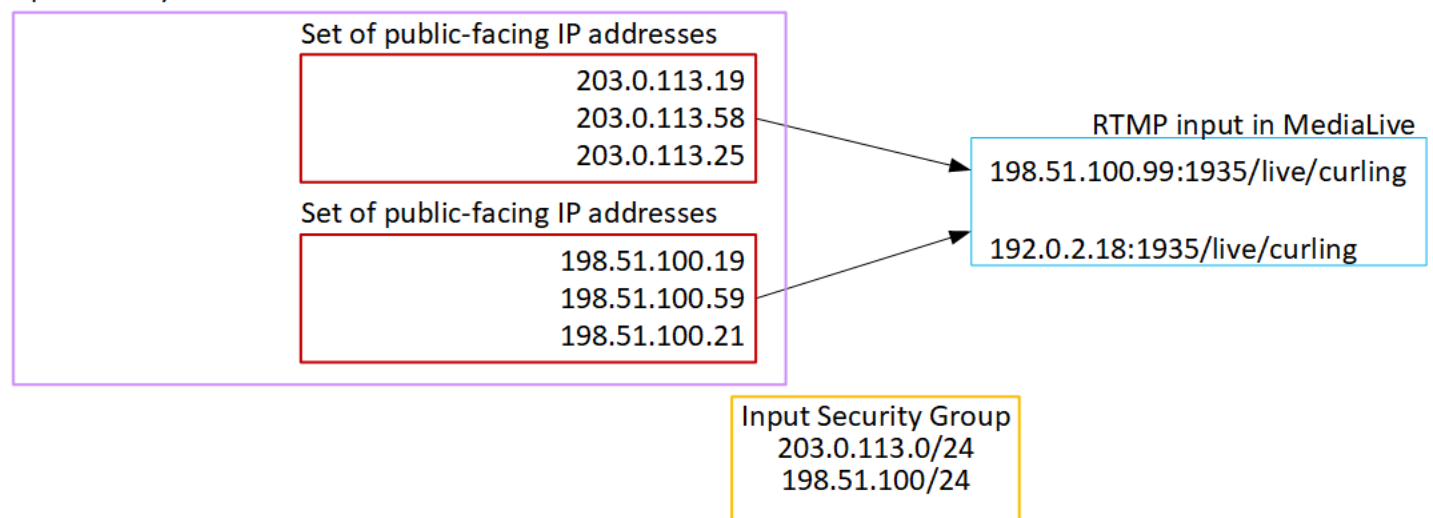 Set of public-facing IP addresses
203.0.113.19
203.0.113.58
203.0.113.25
Set of public-facing IP addresses
198.51.100.19
198.51.100.59
198.51.100.21
RTMP input in MediaLive
198.51.100.99:1935/live/curling
192.0.2.18:1935/live/curling
Input Security Group
203.0.113.0/24
198.51.100/24